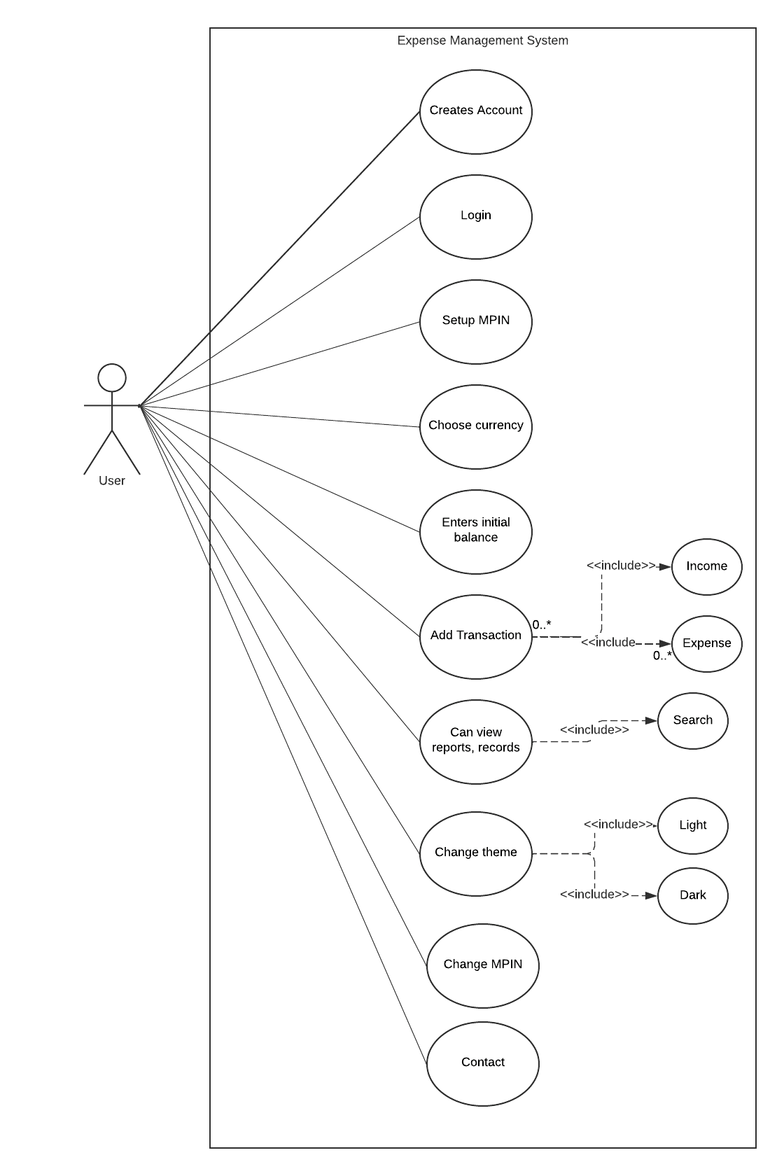 Expense Management System
Creates Account
Login
Setup MPIN
Choose currency
User
Enters initial
balance
<<include>>
Income
Add Transaction
0..*
<<include
0..*
Expense
Can view
reports, records
<<include>>
Search
Change theme
<<include>>
Light
<<include>>
Dark
Change MPIN
Contact